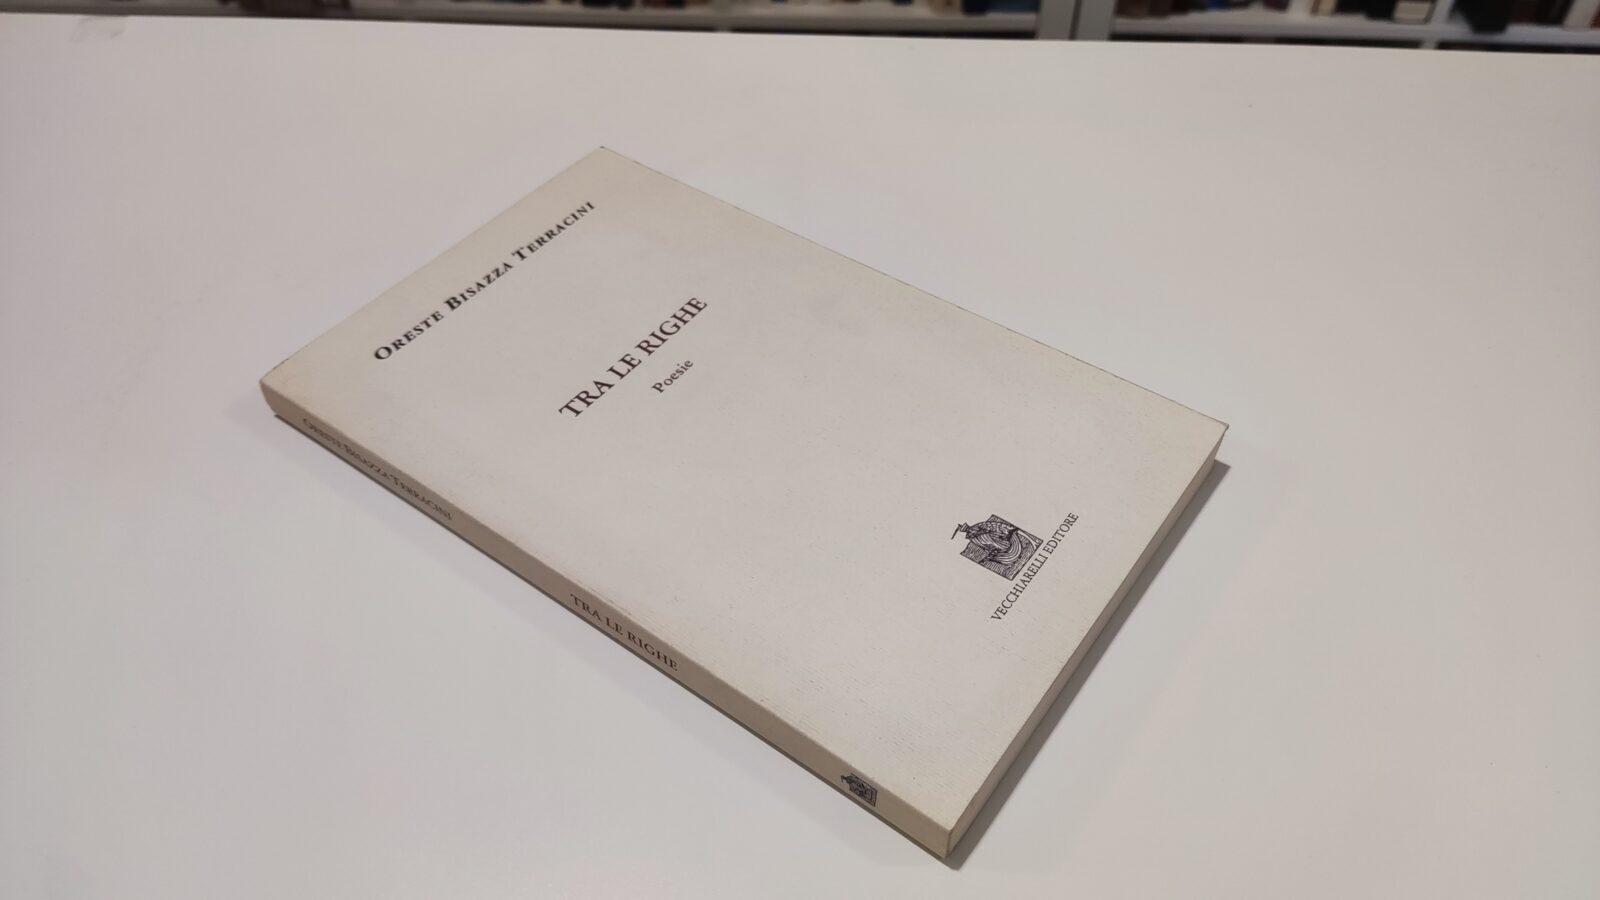 ORESTE BISAZZA TERRACINI
TRA LE RIGHE
Poesie
VECCHIARELLI EDITORE
ORESTE BISAZZA TERRACINI
TRA LE RIGHE